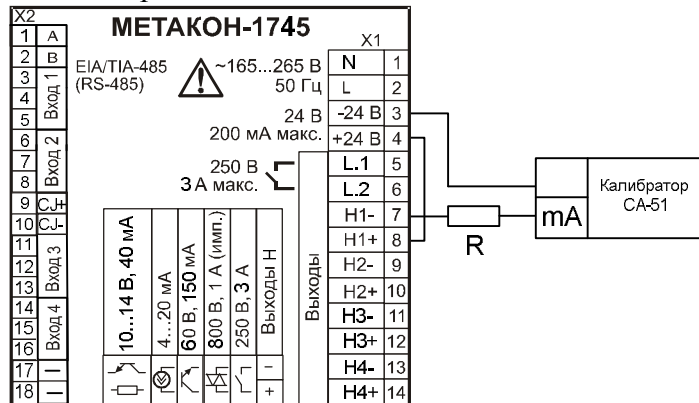 X2
МЕТАКОН-1745
X1
1 A
2 B
3
4
5
Вход 1
6
7
8
Вход 2
9 CJ+
10 CJ-
11
12
13
Вход 3
14
15
16
Вход 4
17 —
18 —
EIA/TIA-485
(RS-485)
~165...265 В
50 Гц
24 В
200 мА макс.
250 В
3 А макс.
N 1
L 2
-24 В 3
+24 В 4
L.1 5
L.2 6
H1- 7
H1+ 8
H2- 9
H2+ 10
H3- 11
H3+ 12
H4- 13
H4+ 14
Выходы
10...14 В, 40 мА
4...20 мА
60 В, 150 мА
800 В, 1 А (имп.)
250 В, 3 А
Выходы Н
–
+
R
mA
Калибратор
СА-51